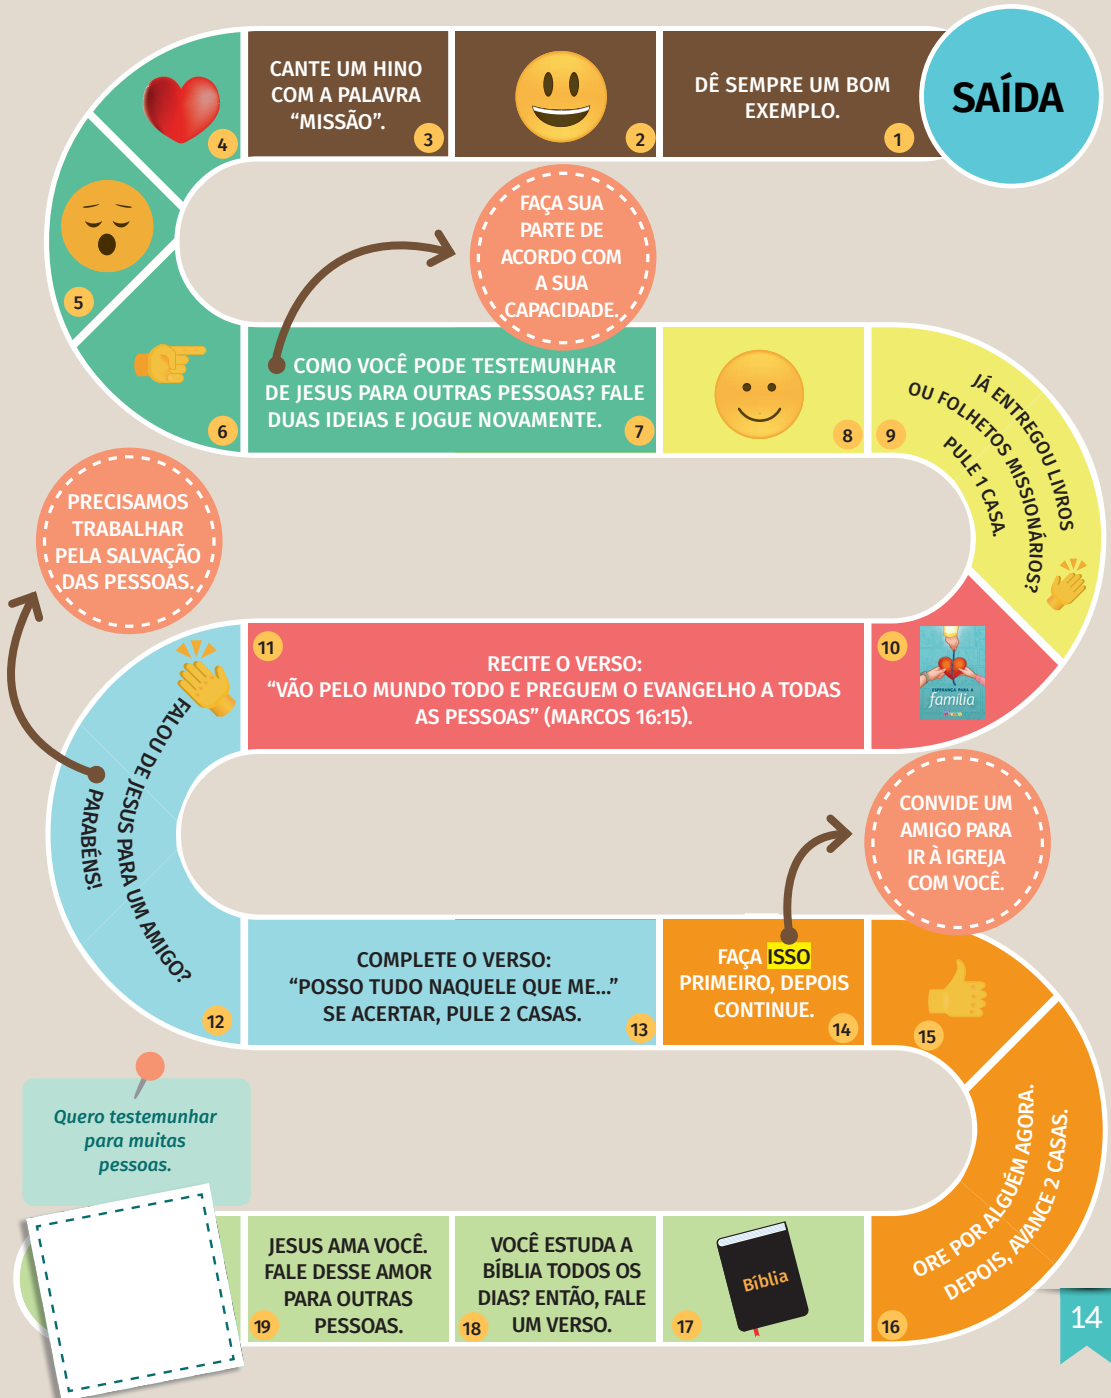 SAÍDA
DÊ SEMPRE UM BOM
EXEMPLO.
1
2
CANTE UM HINO
COM A PALAVRA
“MISSÃO”.
3
4
5
6
FAÇA SUA
PARTE DE
ACORDO COM
A SUA
CAPACIDADE.
COMO VOCÊ PODE TESTEMUNHAR
DE JESUS PARA OUTRAS PESSOAS? FALE
DUAS IDEIAS E JOGUE NOVAMENTE.
7
8
9
JÁ ENTREGOU LIVROS
OU FOLHETOS MISSIONÁRIOS?
PULE 1 CASA.
10
ESPERANÇA PARA A
família
11
RECITE O VERSO:
“VÃO PELO MUNDO TODO E PREGUEM O EVANGELHO A TODAS
AS PESSOAS” (MARCOS 16:15).
PRECISAMOS
TRABALHAR
PELA SALVAÇÃO
DAS PESSOAS.
FALOU DE JESUS PARA UM AMIGO?
PARABÉNS!
12
COMPLETE O VERSO:
“POSSO TUDO NAQUELE QUE ME...”
SE ACERTAR, PULE 2 CASAS.
13
CONVIDE UM
AMIGO PARA
IR À IGREJA
COM VOCÊ.
FAÇA ISSO
PRIMEIRO, DEPOIS
CONTINUE.
14
15
ORE POR ALGUÉM AGORA.
DEPOIS, AVANCE 2 CASAS.
16
Bíblia
17
VOCÊ ESTUDA A
BÍBLIA TODOS OS
DIAS? ENTÃO, FALE
UM VERSO.
18
JESUS AMA VOCÊ.
FALE DESSE AMOR
PARA OUTRAS
PESSOAS.
19
Quero testemunhar
para muitas
pessoas.
14